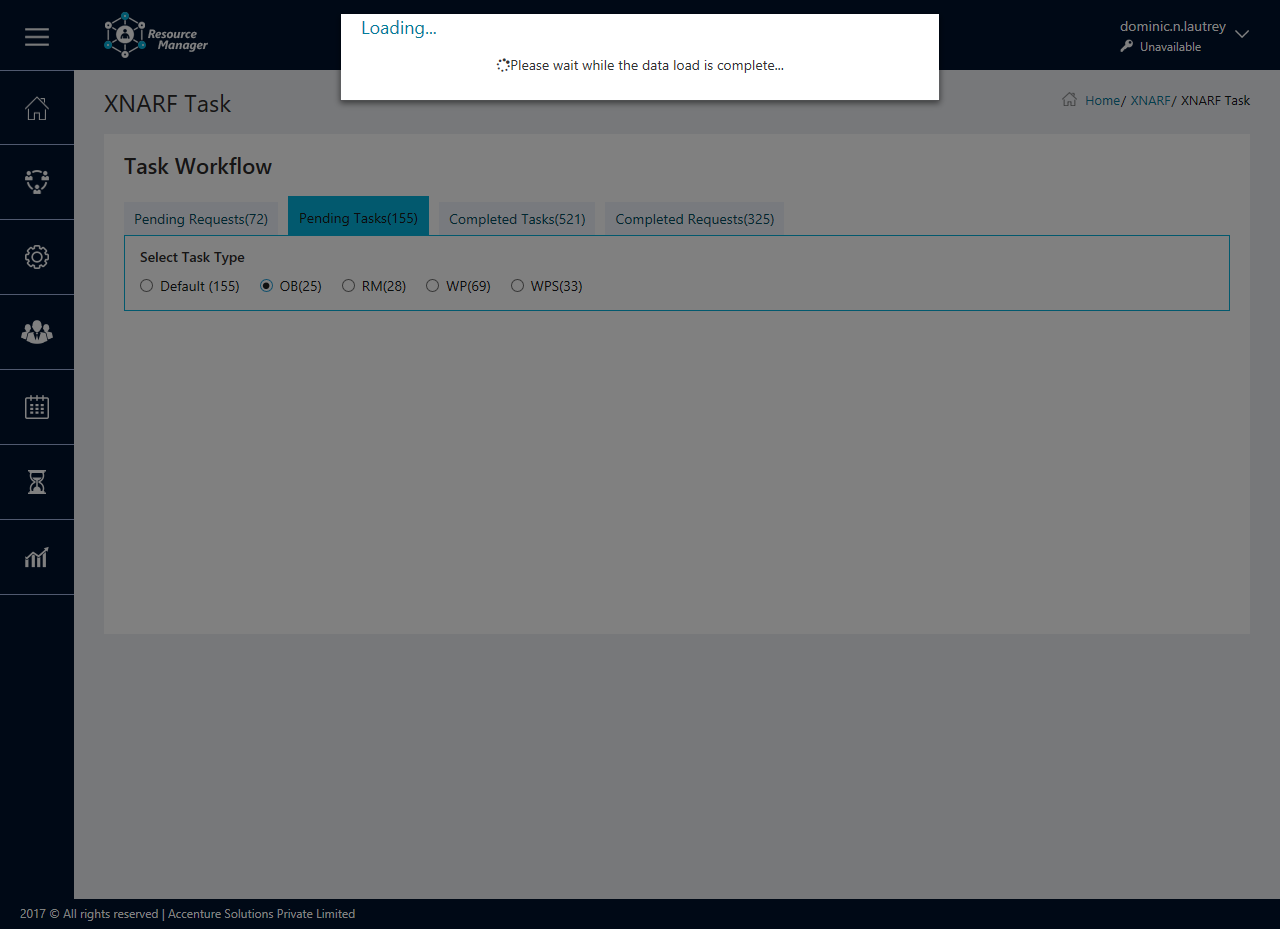 Loading...
Please wait while the data load is complete...
Resource
Manager
dominic.n.lautrey
Unavailable
XNARF Task
Home/ XNARF/ XNARF Task
Task Workflow
Pending Requests(72) Pending Tasks(155) Completed Tasks(521) Completed Requests(325)
Select Task Type
Default (155) OB(25) RM(28) WP(69) WPS(33)
2017 © All rights reserved | Accenture Solutions Private Limited